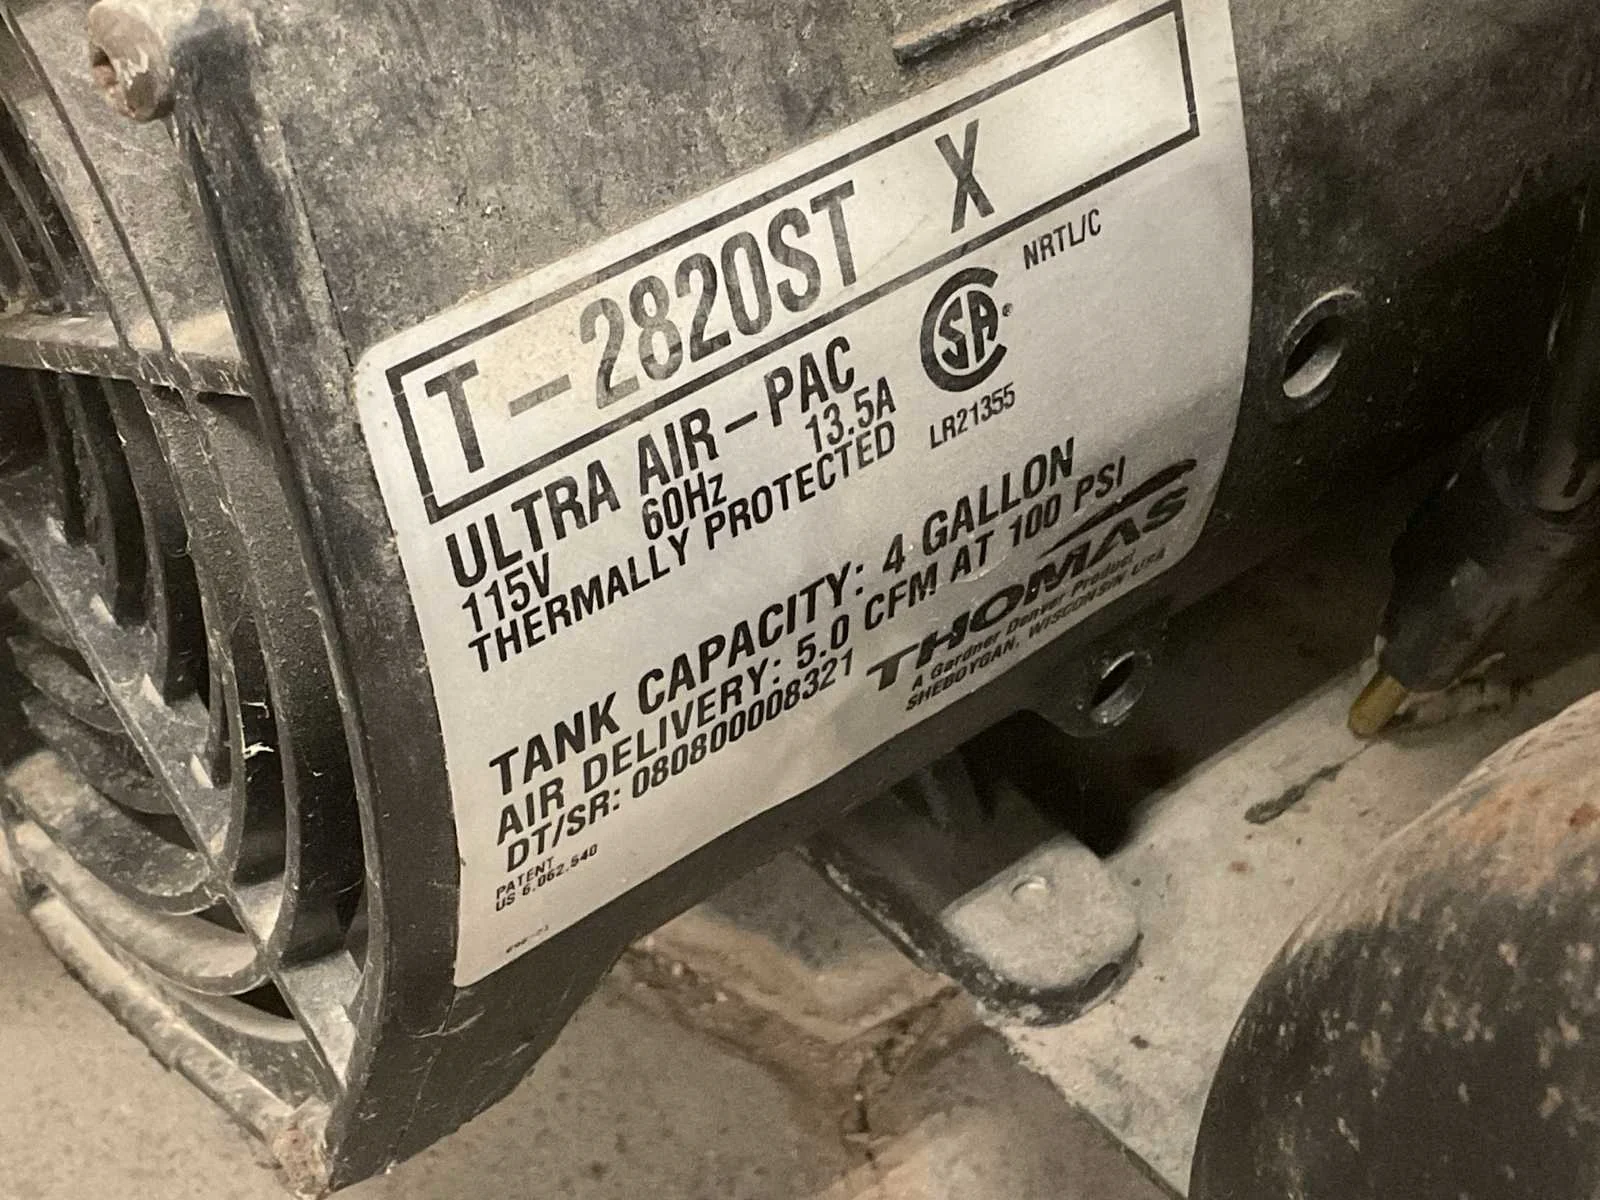 T-2820ST X
ULTRA AIR-PAC
115V 60Hz 13.5A
THERMALLY PROTECTED
NRTL/C
CSA®
LR21355
TANK CAPACITY: 4 GALLON
AIR DELIVERY: 5.0 CFM AT 100 PSI
DT/SR: 080800008321
THOMAS
A Gardner Denver Product
SHEBOYGAN, WISCONSIN USA
PATENT
US 6,062,540